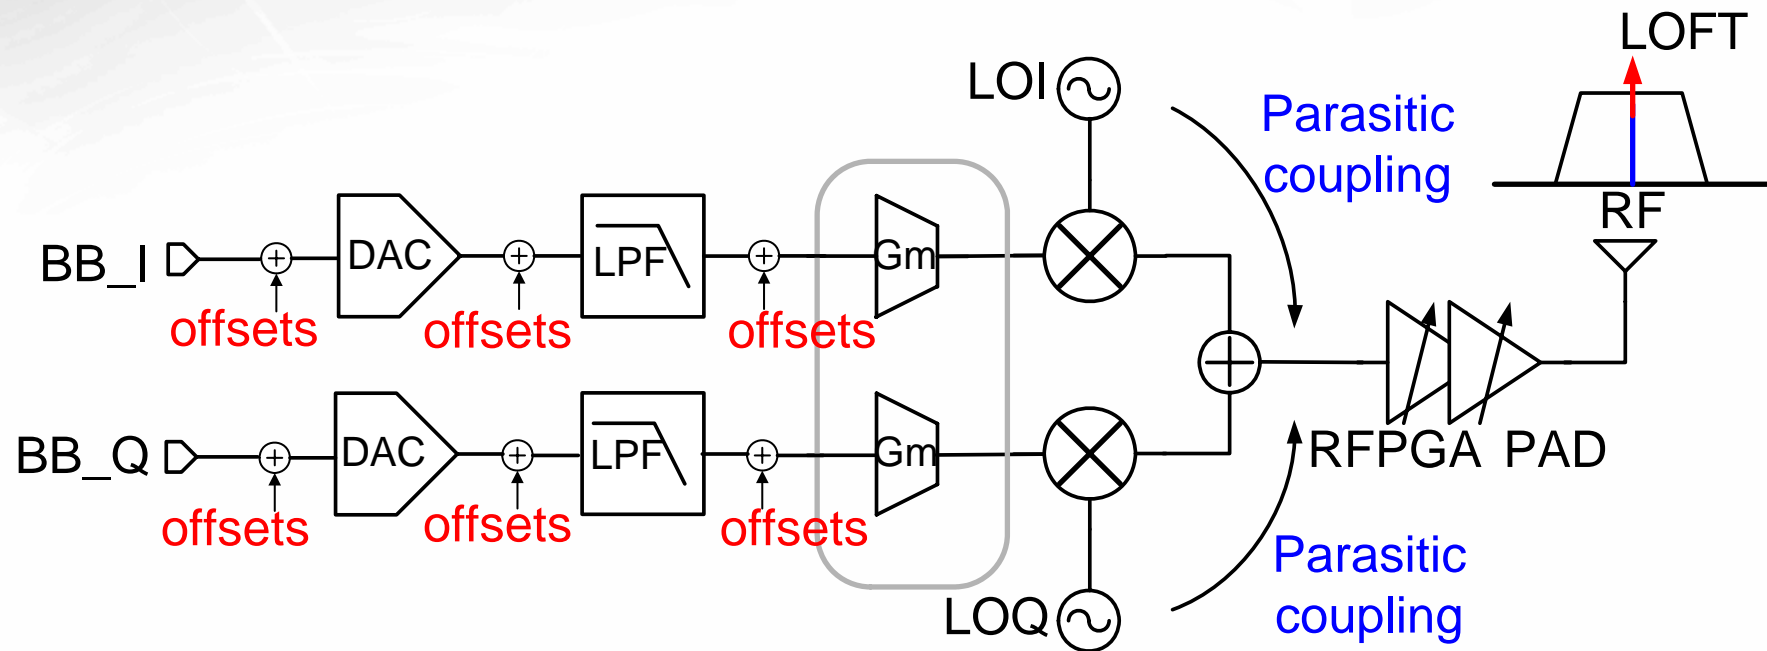 LOFT
LOI
Parasitic
coupling
RF
BB_I
DAC
LPF
Gm
offsets
offsets
offsets
BB_Q
DAC
LPF
Gm
RFPGA PAD
offsets
offsets
offsets
Parasitic
coupling
LOQ